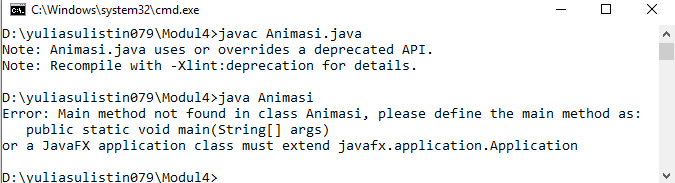 C:\Windows\system32\cmd.exe
D:\yuliasulistin079\Modul4>javac Animasi.java
Note: Animasi.java uses or overrides a deprecated API.
Note: Recompile with -Xlint:deprecation for details.
D:\yuliasulistin079\Modul4>java Animasi
Error: Main method not found in class Animasi, please define the main method as:
   public static void main(String[] args)
or a JavaFX application class must extend javafx.application.Application
D:\yuliasulistin079\Modul4>